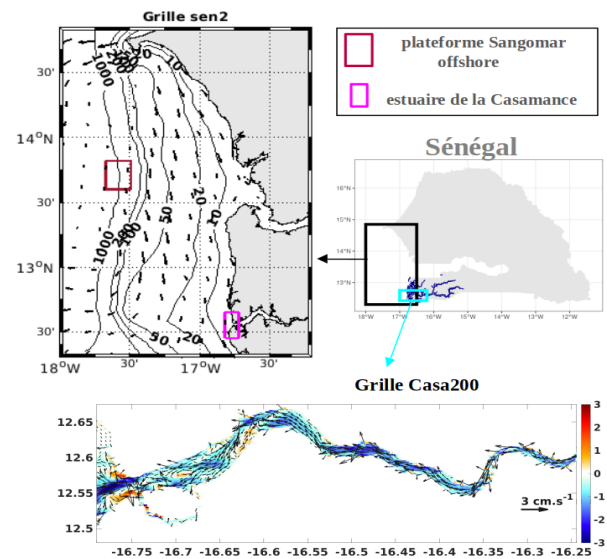 Grille sen2
30'
14°N
30'
13°N
30'
18°W
30'
17°W
30'
1000
200
100
70
10
1000
200
100
50
20
10
50
20
plateforme Sangomar
offshore
estuaire de la Casamance
Sénégal
16°N
15°N
14°N
13°N
18°W
17°W
16°W
15°W
14°W
13°W
12°W
Grille Casa200
12.65
12.6
12.55
12.5
-16.75
-16.7
-16.65
-16.6
-16.55
-16.5
-16.45
-16.4
-16.35
-16.3
-16.25
3 cm.s⁻¹
3
2
1
0
-1
-2
-3